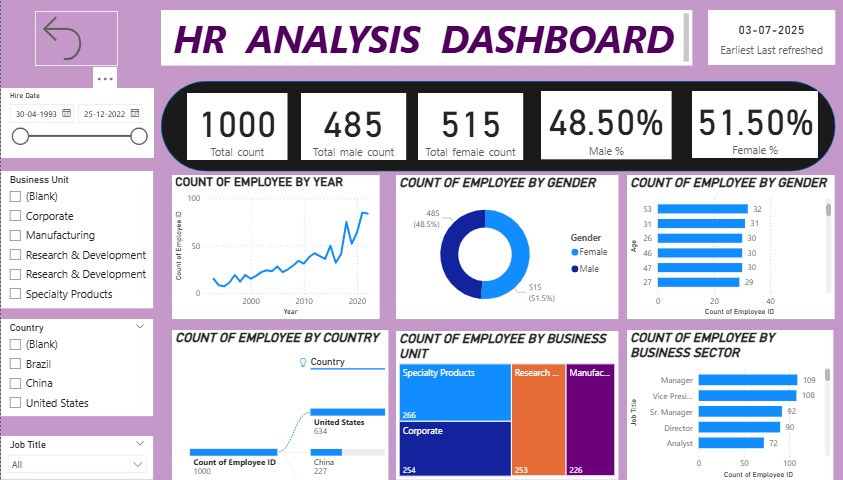 HR ANALYSIS DASHBOARD
03-07-2025
Earliest Last refreshed
Hire Date
30-04-1993 25-12-2022
1000
Total count
485
Total male count
515
Total female count
48.50%
Male %
51.50%
Female %
Business Unit
(Blank)
Corporate
Manufacturing
Research & Development
Research & Development
Specialty Products
Country
(Blank)
Brazil
China
United States
Job Title
All
COUNT OF EMPLOYEE BY YEAR
Count of Employee ID
100
50
0
2000 2010 2020
Year
COUNT OF EMPLOYEE BY GENDER
485
(48.5%)
515
(51.5%)
Gender
Female
Male
COUNT OF EMPLOYEE BY GENDER
Age
53 32
31 31
26 30
46 30
47 30
27 29
0 20 40
Count of Employee ID
COUNT OF EMPLOYEE BY COUNTRY
Country
Count of Employee ID
1000
United States
634
China
227
COUNT OF EMPLOYEE BY BUSINESS
UNIT
Specialty Products
266
Corporate
254
Research ...
253
Manufac...
226
COUNT OF EMPLOYEE BY
BUSINESS SECTOR
Job Title
Manager 109
Vice Presi... 108
Sr. Manager 92
Director 90
Analyst 72
0 50 100
Count of Employee ID